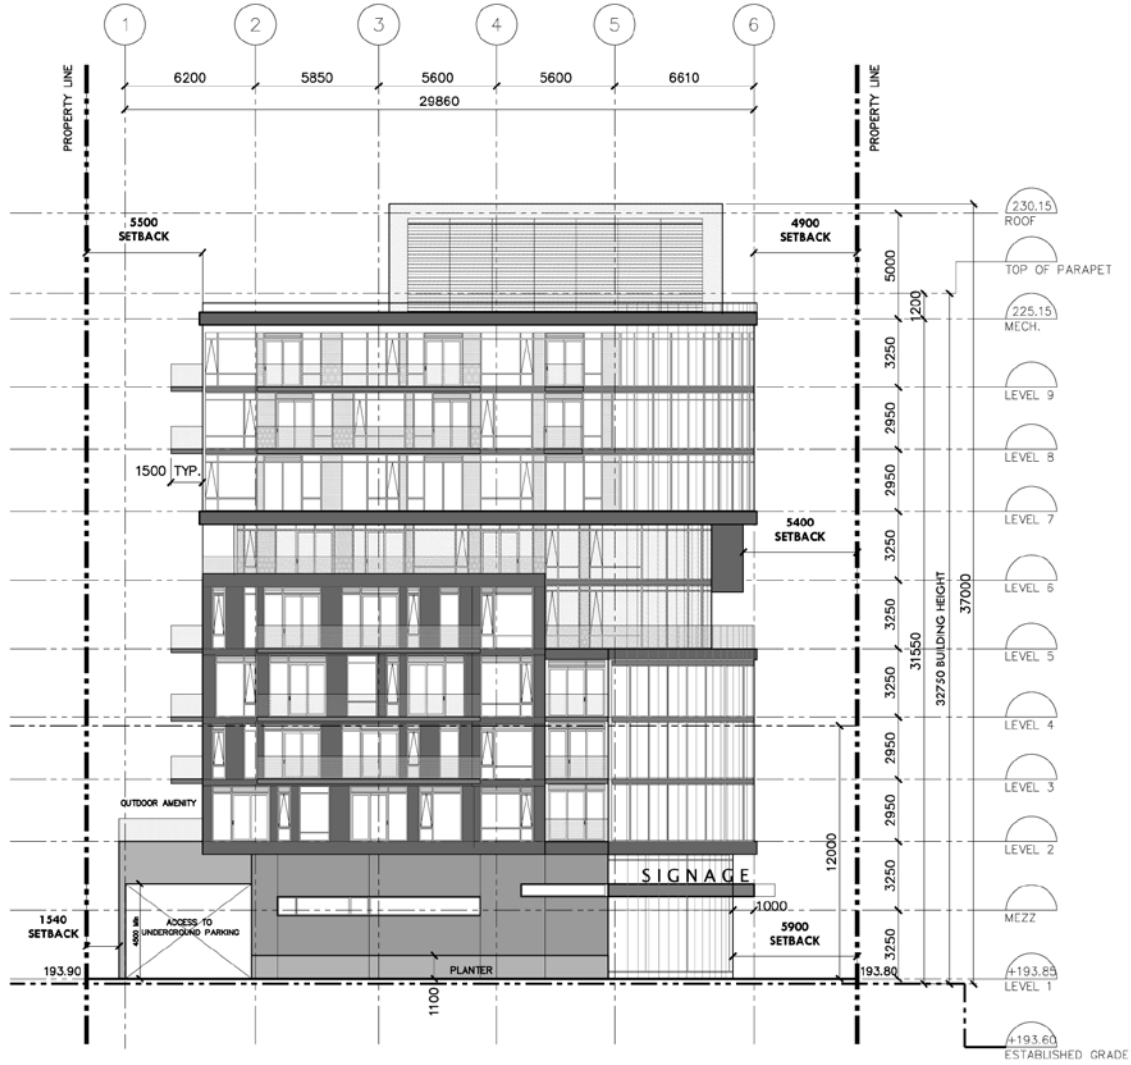 1 2 3 4 5 6
6200 5850 5600 5600 6610
29860
PROPERTY LINE
PROPERTY LINE
5500
SETBACK
4900
SETBACK
230.15
ROOF
5000
TOP OF PARAPET
1200
225.15
MECH.
3250
LEVEL 9
2950
LEVEL 8
1500 TYP.
2950
LEVEL 7
5400
SETBACK
3250
LEVEL 6
37000
32750 BUILDING HEIGHT
31550
3250
LEVEL 5
3250
LEVEL 4
2950
LEVEL 3
OUTDOOR AMENITY
2950
12000
LEVEL 2
SIGNAGE
3250
1000
MEZZ
1540
SETBACK
4500 MIN
ACCESS TO
UNDERGROUND PARKING
5900
SETBACK
3250
193.90
PLANTER
193.80
+193.85
LEVEL 1
1100
+193.60
ESTABLISHED GRADE